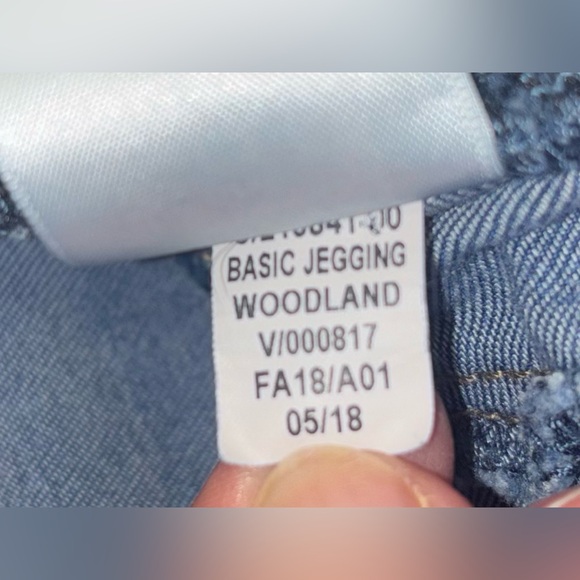 BASIC JEGGING
WOODLAND
V/000817
FA18/A01
05/18